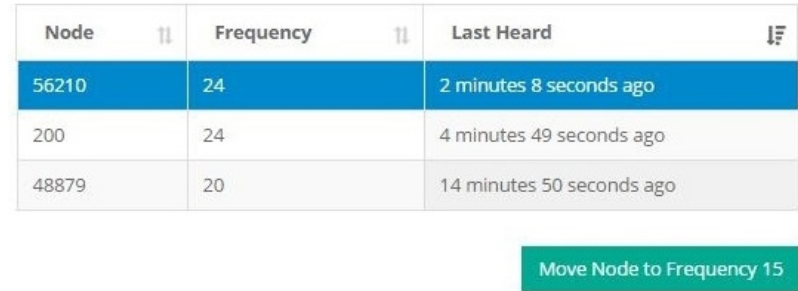 Node Frequency Last Heard
56210 24 2 minutes 8 seconds ago
200 24 4 minutes 49 seconds ago
48879 20 14 minutes 50 seconds ago
Move Node to Frequency 15